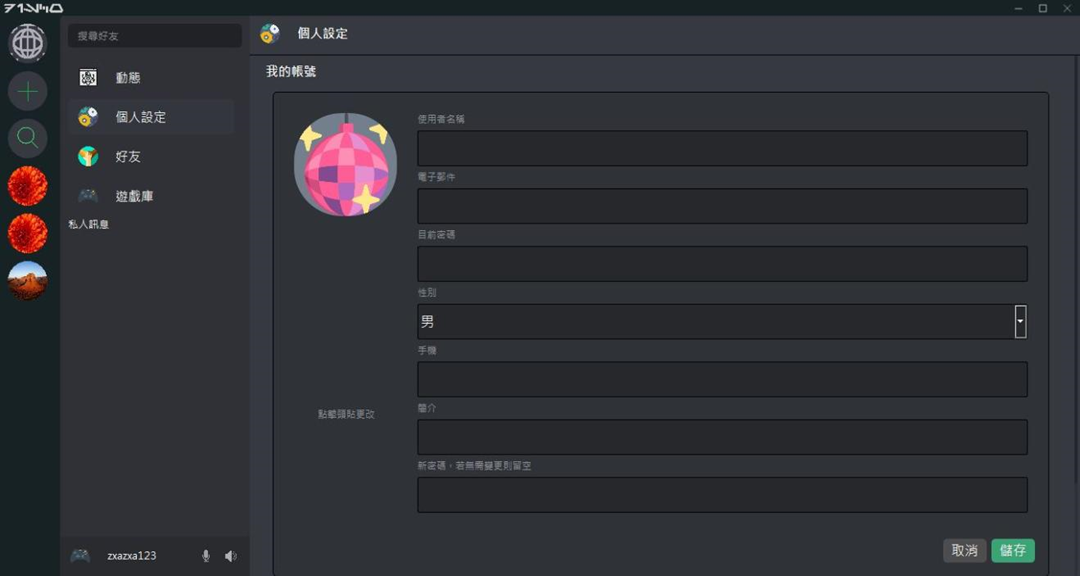 搜尋好友
動態
個人設定
好友
遊戲庫
私人訊息
zxazxa123
個人設定
我的帳號
使用者名稱
電子郵件
目前密碼
性別
男
手機
簡介
點擊頭貼更改
新密碼，若無需變更則留空
取消
儲存